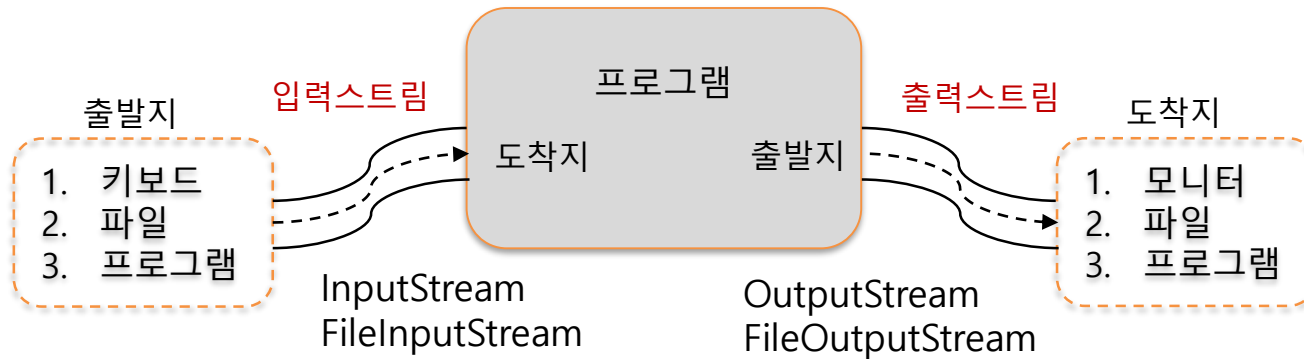 프로그램
입력스트림
출력스트림
출발지
도착지
도착지
출발지
1. 키보드
2. 파일
3. 프로그램
1. 모니터
2. 파일
3. 프로그램
InputStream
FileInputStream
OutputStream
FileOutputStream